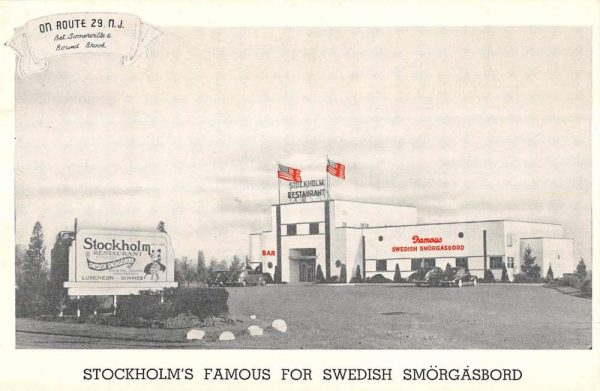 ON ROUTE 29. N.J.
Bet. Somerville &
Bound Brook
STOCKHOLM
RESTAURANT
BAR
Famous
SWEDISH SMÖRGÅSBORD
Stockholm
RESTAURANT
LUNCHEON DINNER
STOCKHOLM'S FAMOUS FOR SWEDISH SMÖRGÅSBORD